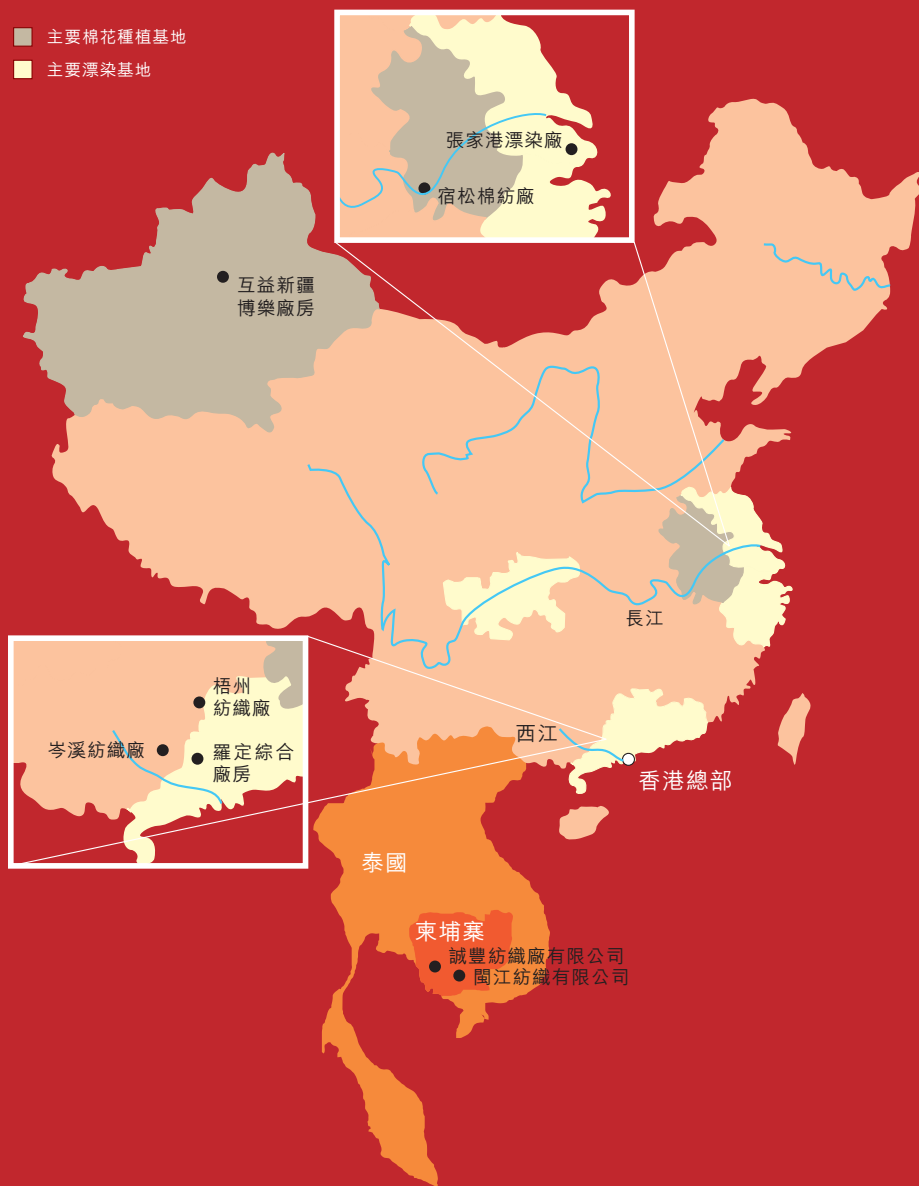 主要棉花種植基地
主要漂染基地
張家港漂染廠
宿松棉紡廠
互益新疆
博樂廠房
長江
梧州
紡織廠
岑溪紡織廠
羅定綜合
廠房
西江
香港總部
泰國
柬埔寨
誠豐紡織廠有限公司
閩江紡織有限公司